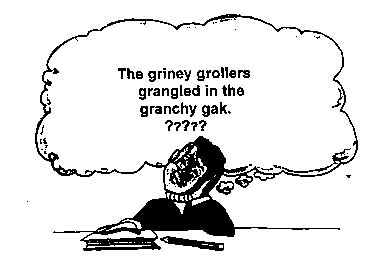 The griney grollers
grangled in the
granchy gak.
?????